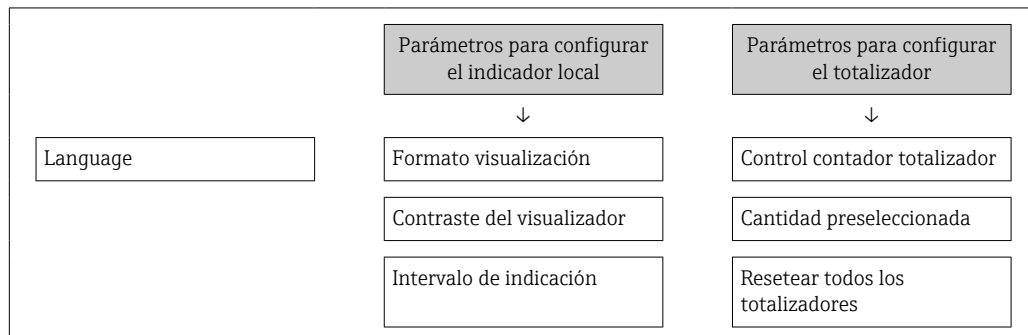 Parámetros para configurar
el indicador local
Parámetros para configurar
el totalizador
↓
↓
Language
Formato visualización
Control contador totalizador
Contraste del visualizador
Cantidad preseleccionada
Intervalo de indicación
Resetear todos los
totalizadores